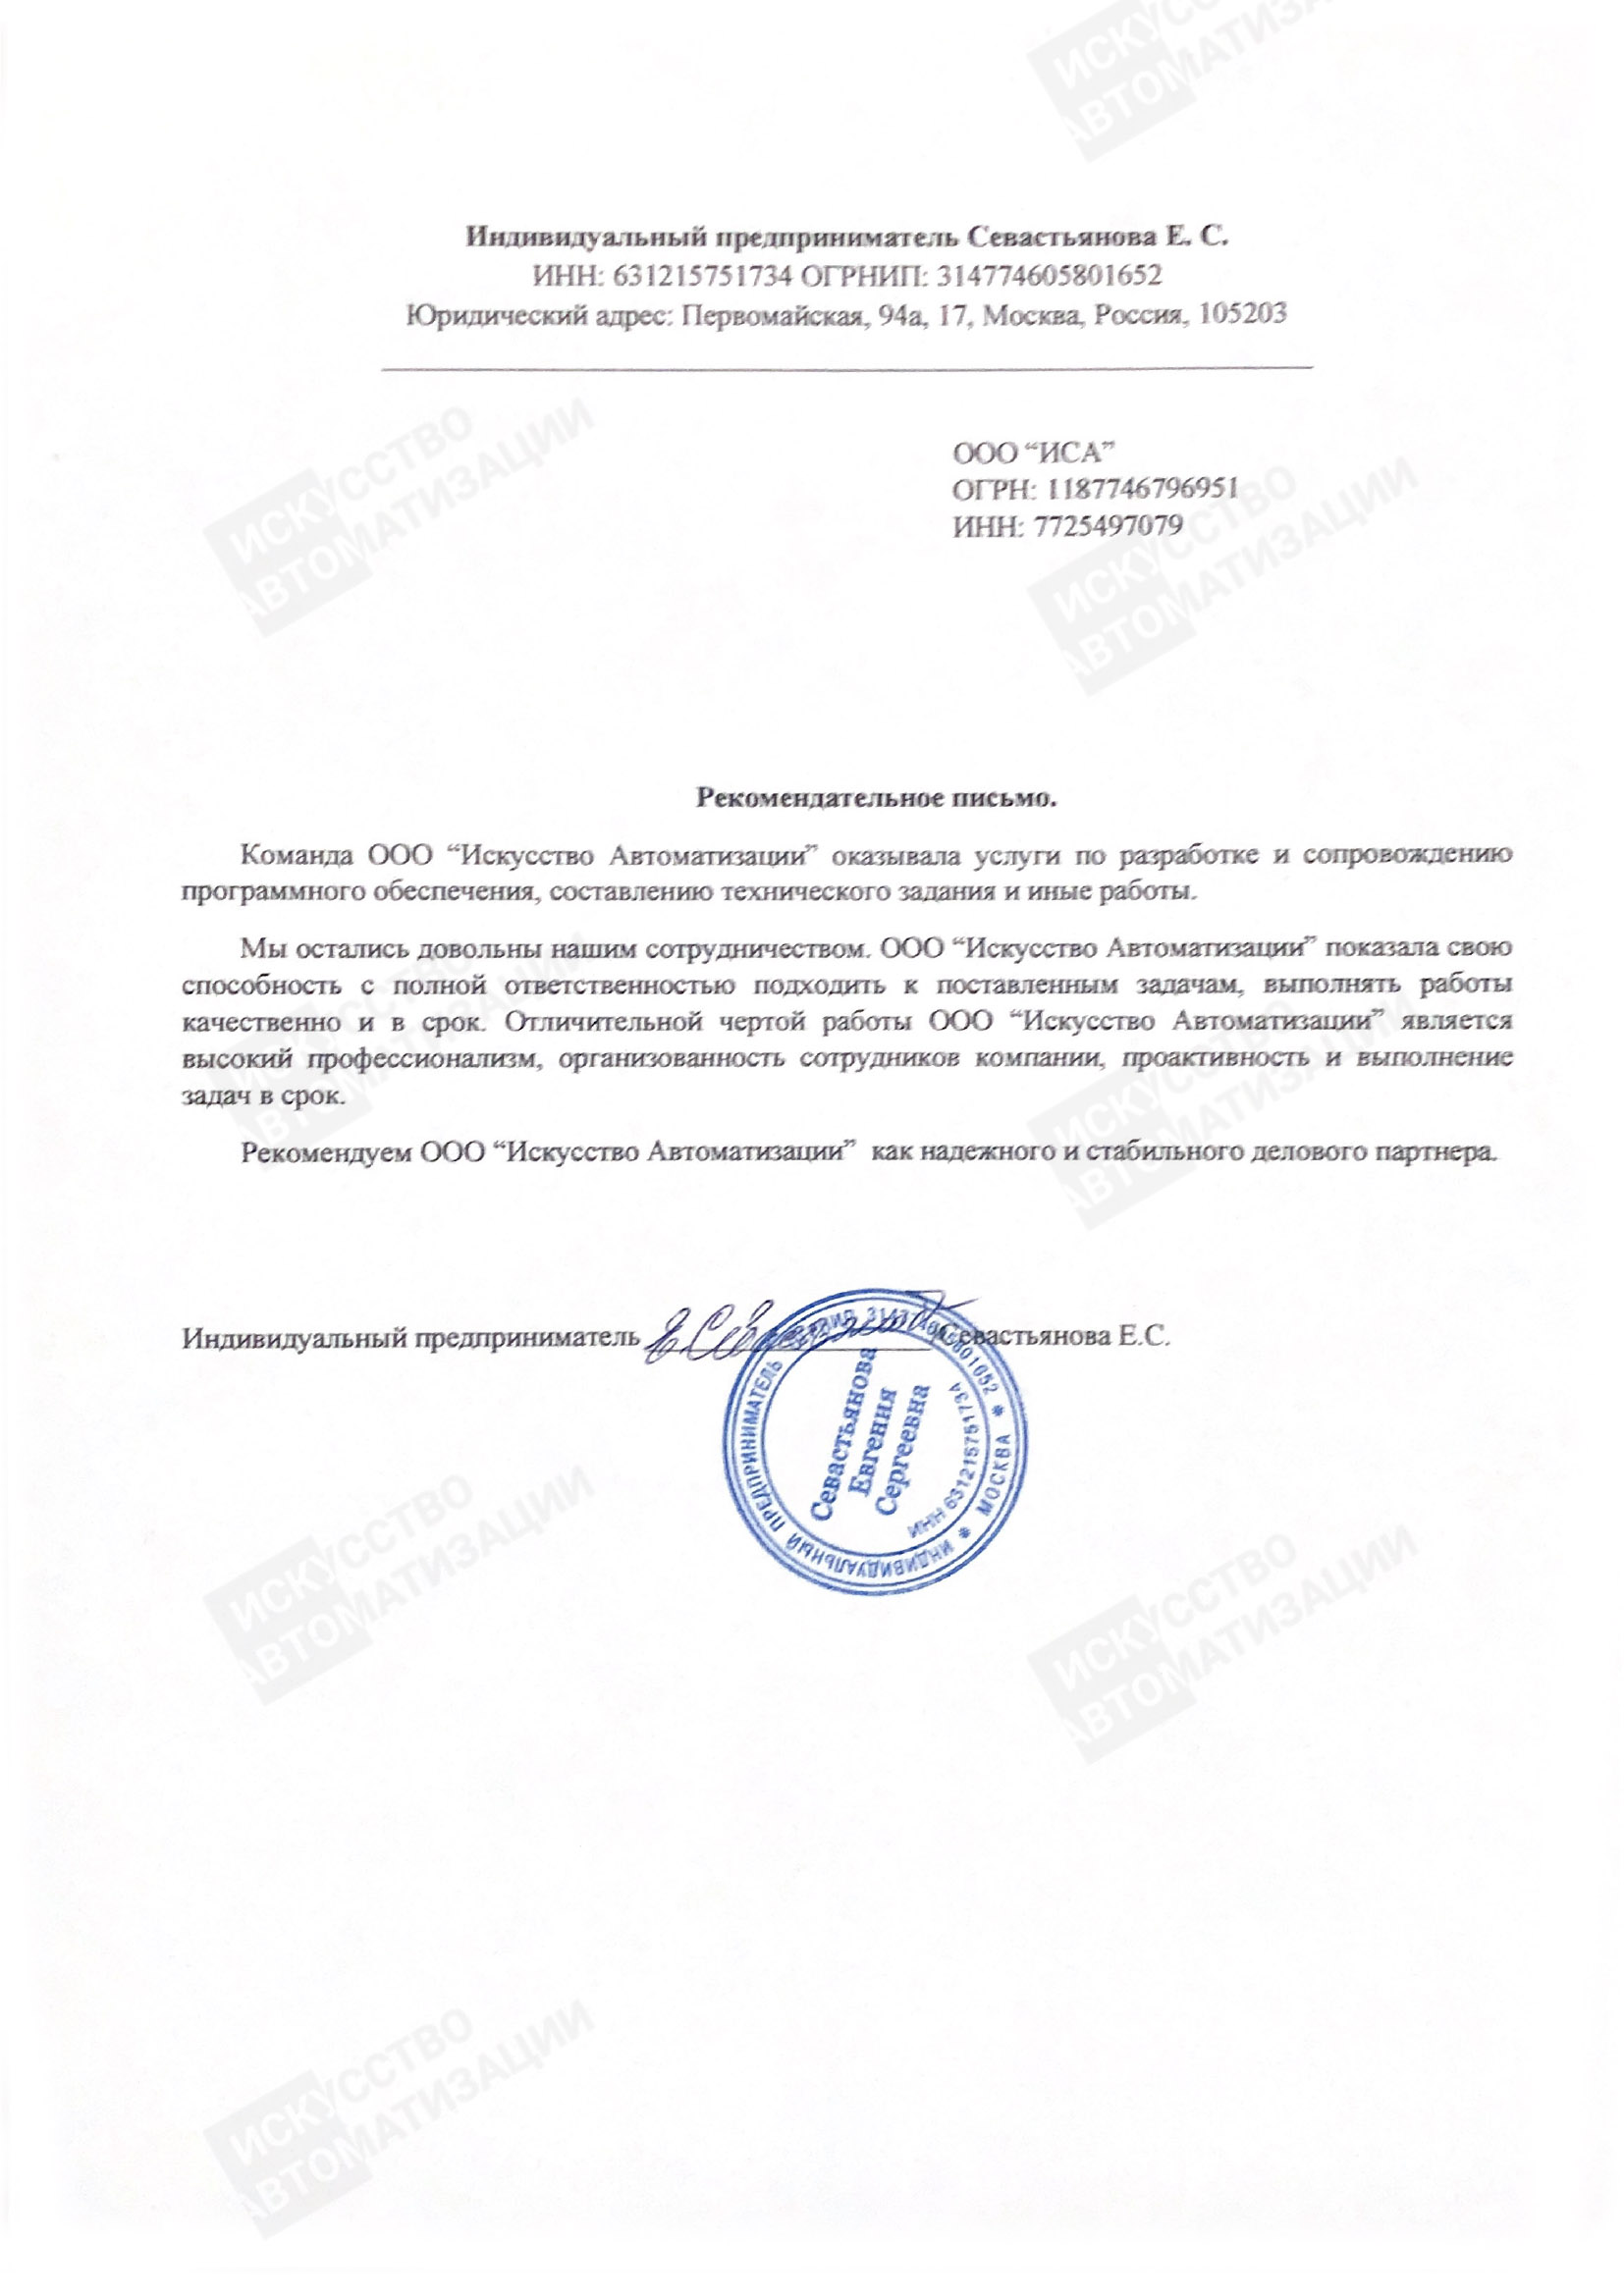 ИСКУССТВО
АВТОМАТИЗАЦИИ
Индивидуальный предприниматель Севастьянова Е. С.
ИНН: 631215751734 ОГРНИП: 314774605801652
Юридический адрес: Первомайская, 94а, 17, Москва, Россия, 105203
ООО “ИСА”
ОГРН: 1187746796951
ИНН: 7725497079
ИСКУССТВО
АВТОМАТИЗАЦИИ
ИСКУССТВО
АВТОМАТИЗАЦИИ
Рекомендательное письмо.
Команда ООО “Искусство Автоматизации” оказывала услуги по разработке и сопровождению
программного обеспечения, составлению технического задания и иные работы.
Мы остались довольны нашим сотрудничеством. ООО “Искусство Автоматизации” показала свою
способность с полной ответственностью подходить к поставленным задачам, выполнять работы
качественно и в срок. Отличительной чертой работы ООО “Искусство Автоматизации” является
высокий профессионализм, организованность сотрудников компании, проактивность и выполнение
задач в срок.
Рекомендуем ООО “Искусство Автоматизации” как надежного и стабильного делового партнера.
Индивидуальный предприниматель Севастьянова Е.С.
ИНДИВИДУАЛЬНЫЙ ПРЕДПРИНИМАТЕЛЬ
МОСКВА
Севастьянова
Евгения
Сергеевна
ИНН 631215751734
ИСКУССТВО
АВТОМАТИЗАЦИИ
ИСКУССТВО
АВТОМАТИЗАЦИИ
ИСКУССТВО
АВТОМАТИЗАЦИИ